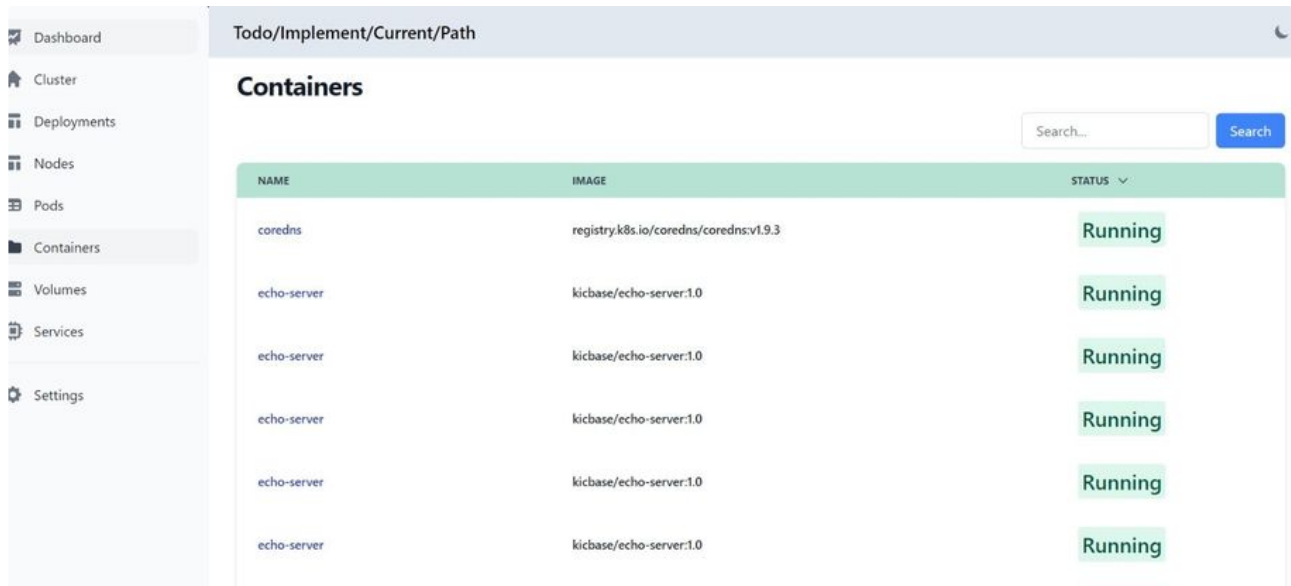 Dashboard
Cluster
Deployments
Nodes
Pods
Containers
Volumes
Services
Settings
Todo/Implement/Current/Path
Containers
Search...
Search
NAME IMAGE STATUS
coredns registry.k8s.io/coredns/coredns:v1.9.3 Running
echo-server kicbase/echo-server:1.0 Running
echo-server kicbase/echo-server:1.0 Running
echo-server kicbase/echo-server:1.0 Running
echo-server kicbase/echo-server:1.0 Running
echo-server kicbase/echo-server:1.0 Running